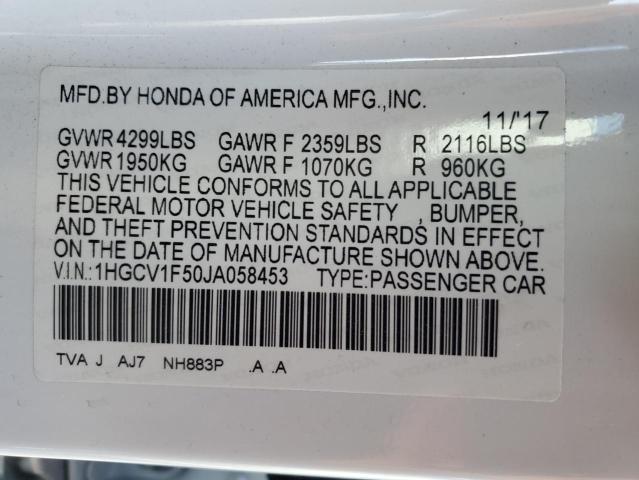 MFD.BY HONDA OF AMERICA MFG.,INC.
11/'17
GVWR 4299LBS GAWR F 2359LBS R 2116LBS
GVWR 1950KG GAWR F 1070KG R 960KG
THIS VEHICLE CONFORMS TO ALL APPLICABLE
FEDERAL MOTOR VEHICLE SAFETY , BUMPER,
AND THEFT PREVENTION STANDARDS IN EFFECT
ON THE DATE OF MANUFACTURE SHOWN ABOVE.
V.I.N.:1HGCV1F50JA058453 TYPE:PASSENGER CAR
TVA J AJ7 NH883P .A .A